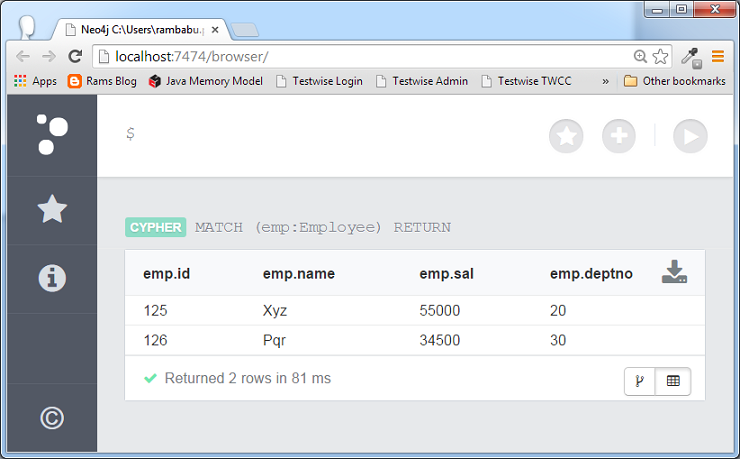 Neo4j C:\Users\rambabu.p
localhost:7474/browser/
Apps Rams Blog Java Memory Model Testwise Login Testwise Admin Testwise TWCC » Other bookmarks
$
CYPHER MATCH (emp:Employee) RETURN
emp.id emp.name emp.sal emp.deptno
125 Xyz 55000 20
126 Pqr 34500 30
Returned 2 rows in 81 ms
©